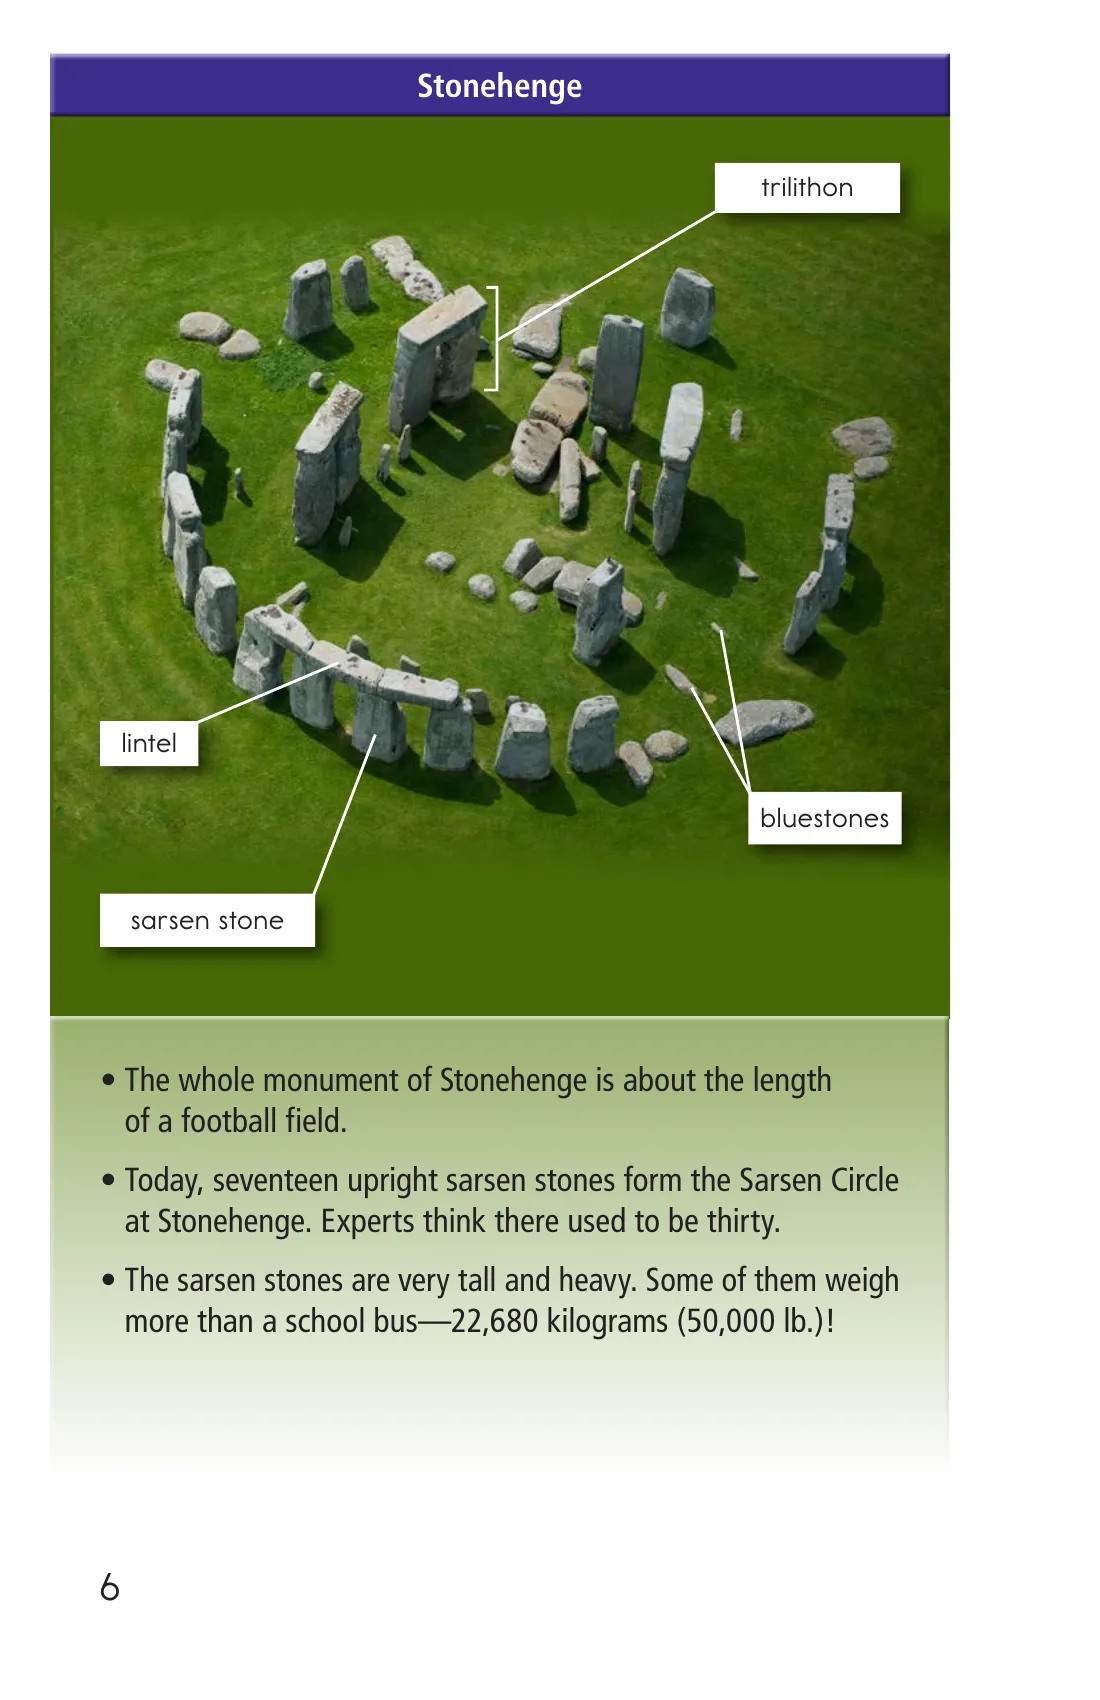 Stonehenge
trilithon
lintel
bluestones
sarsen stone
• The whole monument of Stonehenge is about the length
of a football field.
• Today, seventeen upright sarsen stones form the Sarsen Circle
at Stonehenge. Experts think there used to be thirty.
• The sarsen stones are very tall and heavy. Some of them weigh
more than a school bus—22,680 kilograms (50,000 lb.)!
6